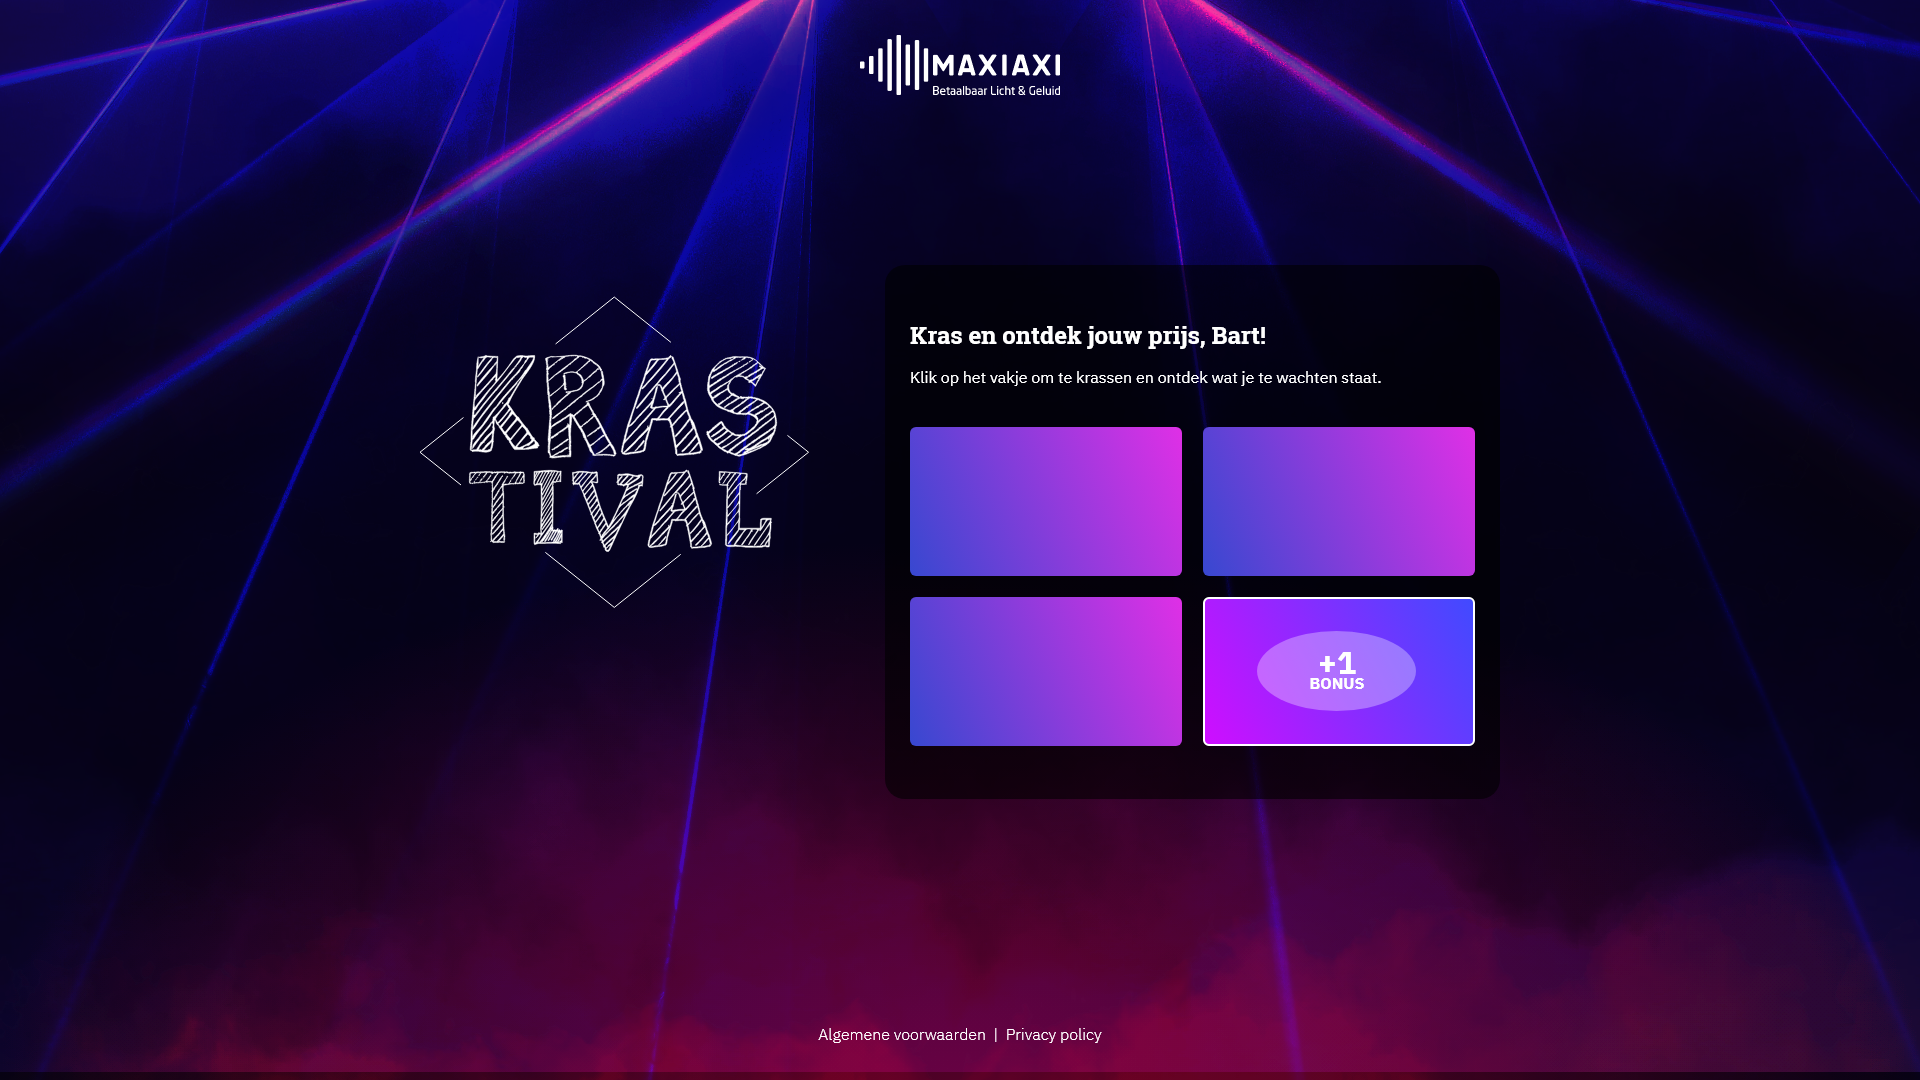 MAXIAXI
Betaalbaar Licht & Geluid
KRAS
TIVAL
Kras en ontdek jouw prijs, Bart!
Klik op het vakje om te krassen en ontdek wat je te wachten staat.
+1
BONUS
Algemene voorwaarden | Privacy policy